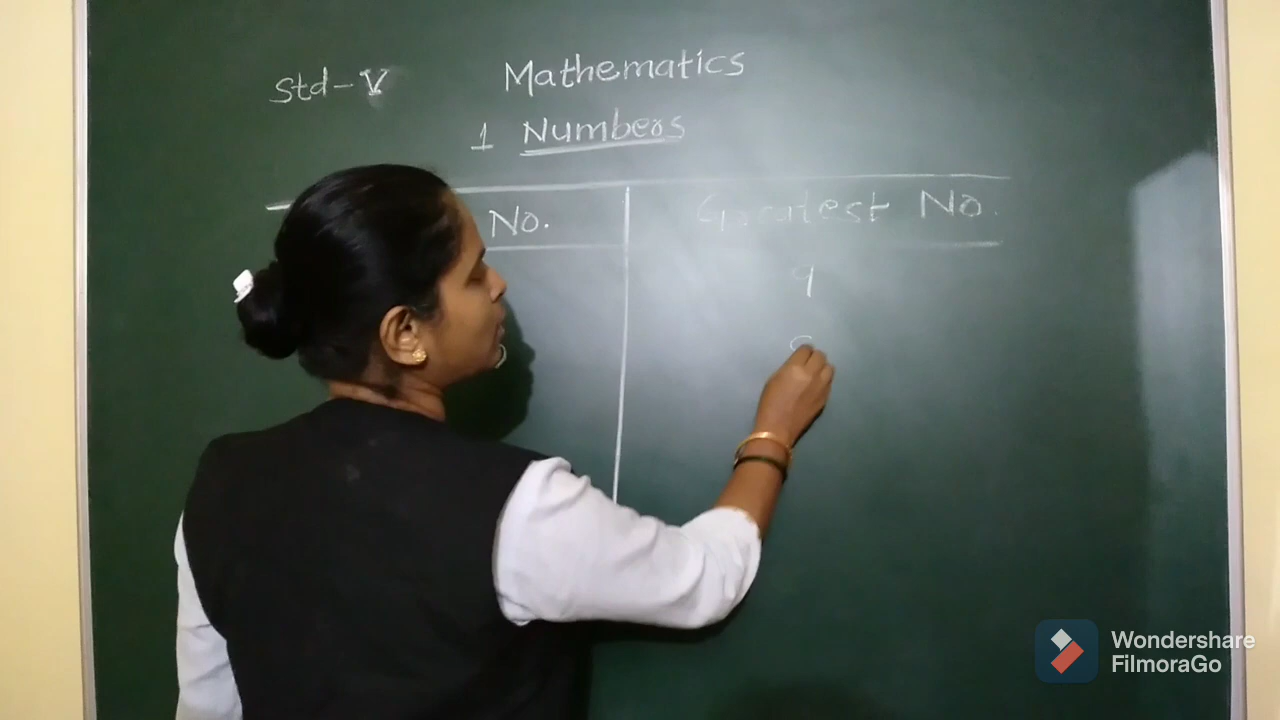 Std - V
Mathematics
1 Numbers
No.
Greatest No.
9
Wondershare
FilmoraGo